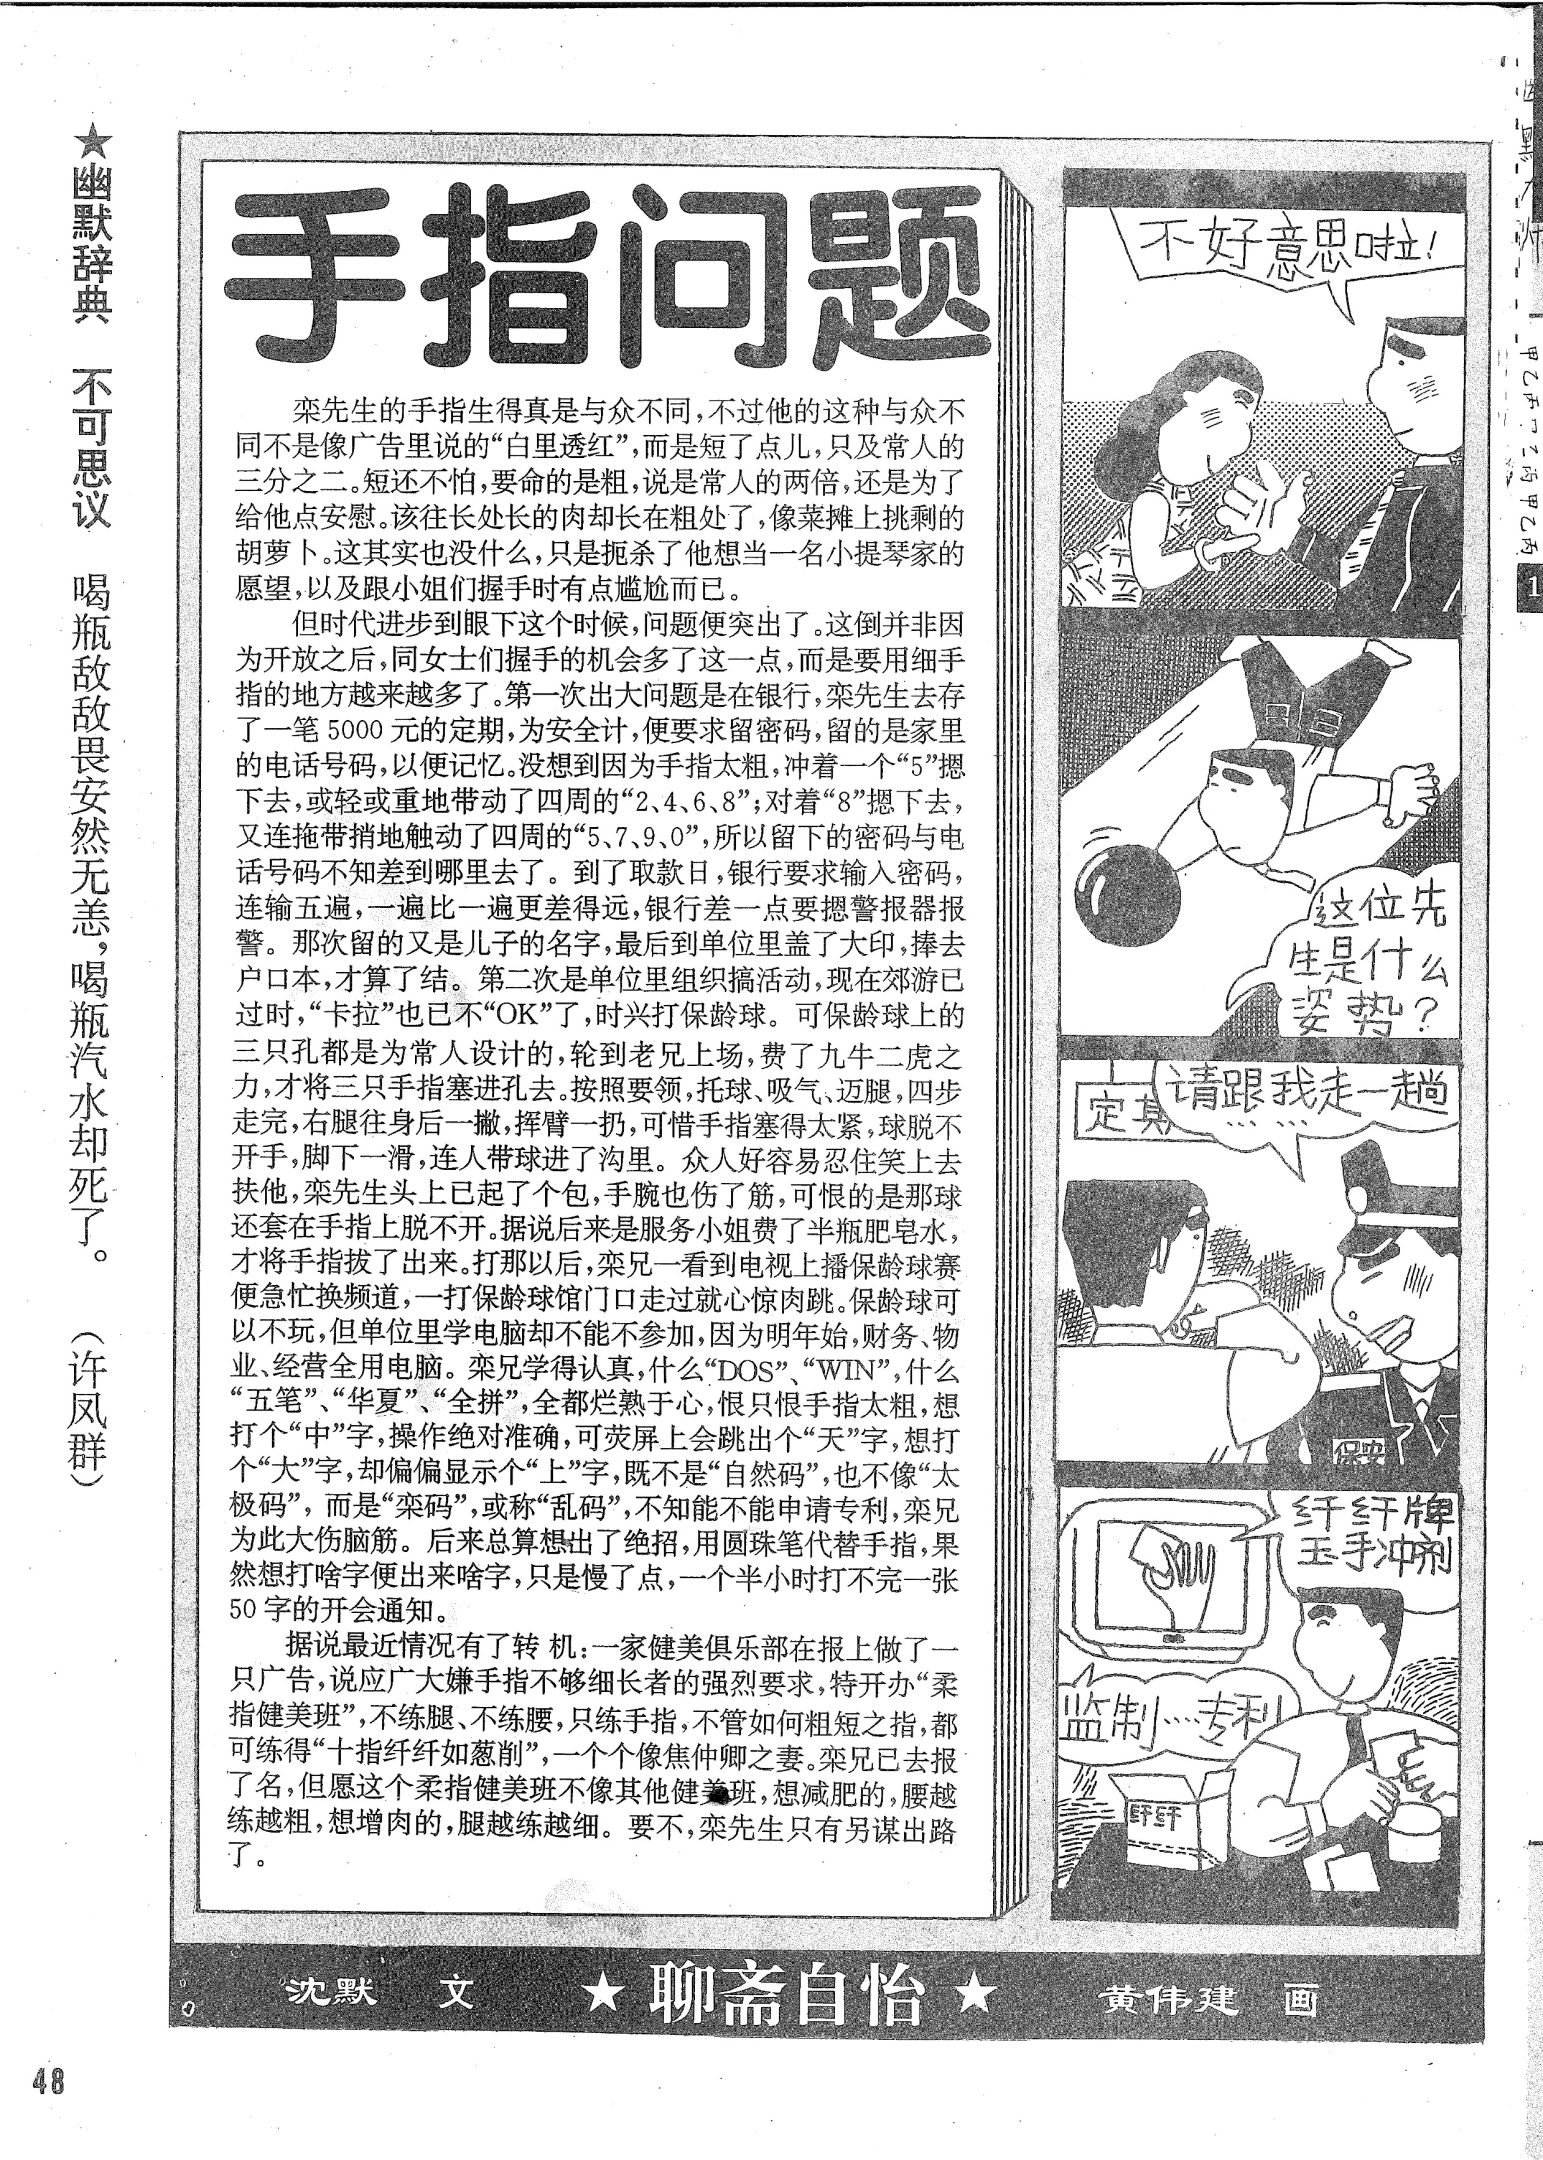 ★幽默辞典　不可思议　喝瓶敌敌畏安然无恙，喝瓶汽水却死了。　（许凤群）
手指问题
栾先生的手指生得真是与众不同，不过他的这种与众不
同不是像广告里说的“白里透红”，而是短了点儿，只及常人的
三分之二。短还不怕，要命的是粗，说是常人的两倍，还是为了
给他点安慰。该往长处长的肉却长在粗处了，像菜摊上挑剩的
胡萝卜。这其实也没什么，只是扼杀了他想当一名小提琴家的
愿望，以及跟小姐们握手时有点尴尬而已。
但时代进步到眼下这个时候，问题便突出了。这倒并非因
为开放之后，同女士们握手的机会多了这一点，而是要用细手
指的地方越来越多了。第一次出大问题是在银行，栾先生去存
了一笔 5000 元的定期，为安全计，便要求留密码，留的是家里
的电话号码，以便记忆。没想到因为手指太粗，冲着一个“5”摁
下去，或轻或重地带动了四周的“2、4、6、8”；对着“8”摁下去，
又连拖带捎地触动了四周的“5、7、9、0”，所以留下的密码与电
话号码不知差到哪里去了。到了取款日，银行要求输入密码，
连输五遍，一遍比一遍更差得远，银行差一点要摁警报器报
警。那次留的又是儿子的名字，最后到单位里盖了大印，捧去
户口本，才算了结。第二次是单位里组织搞活动，现在郊游已
过时，“卡拉”也已不“OK”了，时兴打保龄球。可保龄球上的
三只孔都是为常人设计的，轮到老兄上场，费了九牛二虎之
力，才将三只手指塞进孔去。按照要领，托球、吸气、迈腿，四步
走完，右腿往身后一撇，挥臂一扔，可惜手指塞得太紧，球脱不
开手，脚下一滑，连人带球进了沟里。众人好容易忍住笑上去
扶他，栾先生头上已起了个包，手腕也伤了筋，可恨的是那球
还套在手指上脱不开。据说后来是服务小姐费了半瓶肥皂水，
才将手指拔了出来。打那以后，栾兄一看到电视上播保龄球赛
便急忙换频道，一打保龄球馆门口走过就心惊肉跳。保龄球可
以不玩，但单位里学电脑却不能不参加，因为明年始，财务、物
业、经营全用电脑。栾兄学得认真，什么“DOS”、“WIN”，什么
“五笔”、“华夏”、“全拼”，全都烂熟于心，恨只恨手指太粗，想
打个“中”字，操作绝对准确，可荧屏上会跳出个“天”字，想打
个“大”字，却偏偏显示个“上”字，既不是“自然码”，也不像“太
极码”，而是“栾码”，或称“乱码”，不知能不能申请专利，栾兄
为此大伤脑筋。后来总算想出了绝招，用圆珠笔代替手指，果
然想打啥字便出来啥字，只是慢了点，一个半小时打不完一张
50 字的开会通知。
据说最近情况有了转 机：一家健美俱乐部在报上做了一
只广告，说应广大嫌手指不够细长者的强烈要求，特开办“柔
指健美班”，不练腿、不练腰，只练手指，不管如何粗短之指，都
可练得“十指纤纤如葱削”，一个个像焦仲卿之妻。栾兄已去报
了名，但愿这个柔指健美班不像其他健美班，想减肥的，腰越
练越粗，想增肉的，腿越练越细。要不，栾先生只有另谋出路
了。
不好意思啦！
这位先
生是什么
姿势？
请跟我走一趟
……
定期
保安
纤纤牌
玉手冲剂
监制…专利
纤纤
沈默　文　★聊斋自怡★　黄伟建　画
48
甲乙丙
1